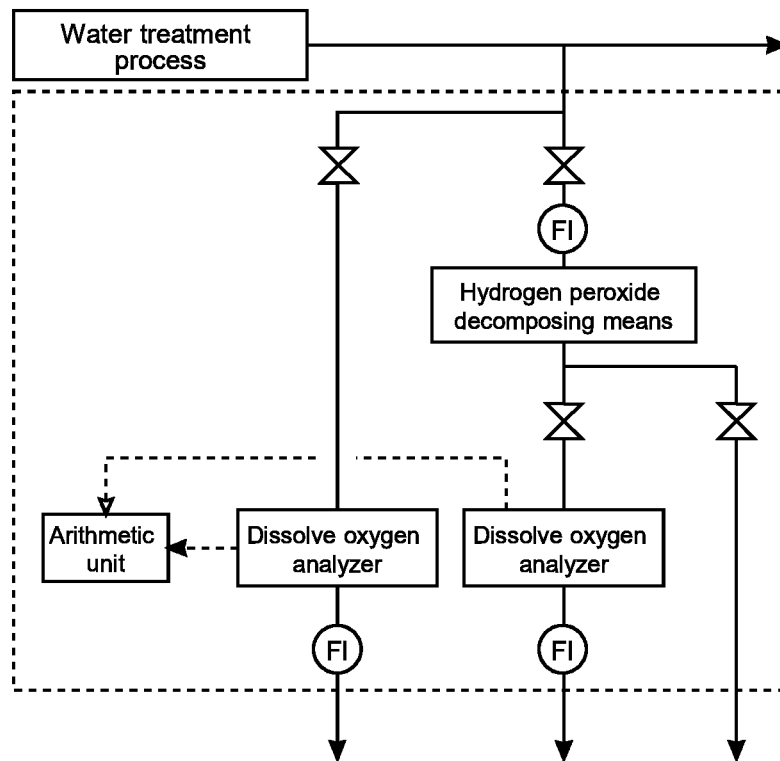 Water treatment
process
FI
Hydrogen peroxide
decomposing means
Arithmetic
unit
Dissolve oxygen
analyzer
Dissolve oxygen
analyzer
FI
FI